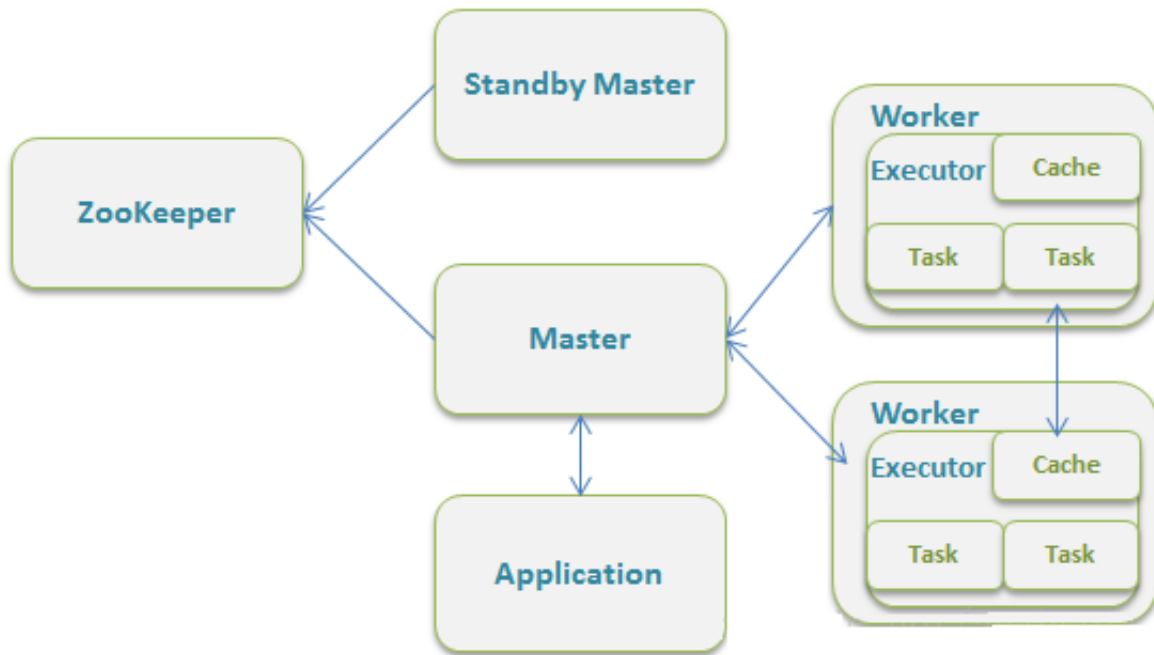 Standby Master
ZooKeeper
Master
Application
Worker
Executor
Cache
Task
Task
Worker
Executor
Cache
Task
Task